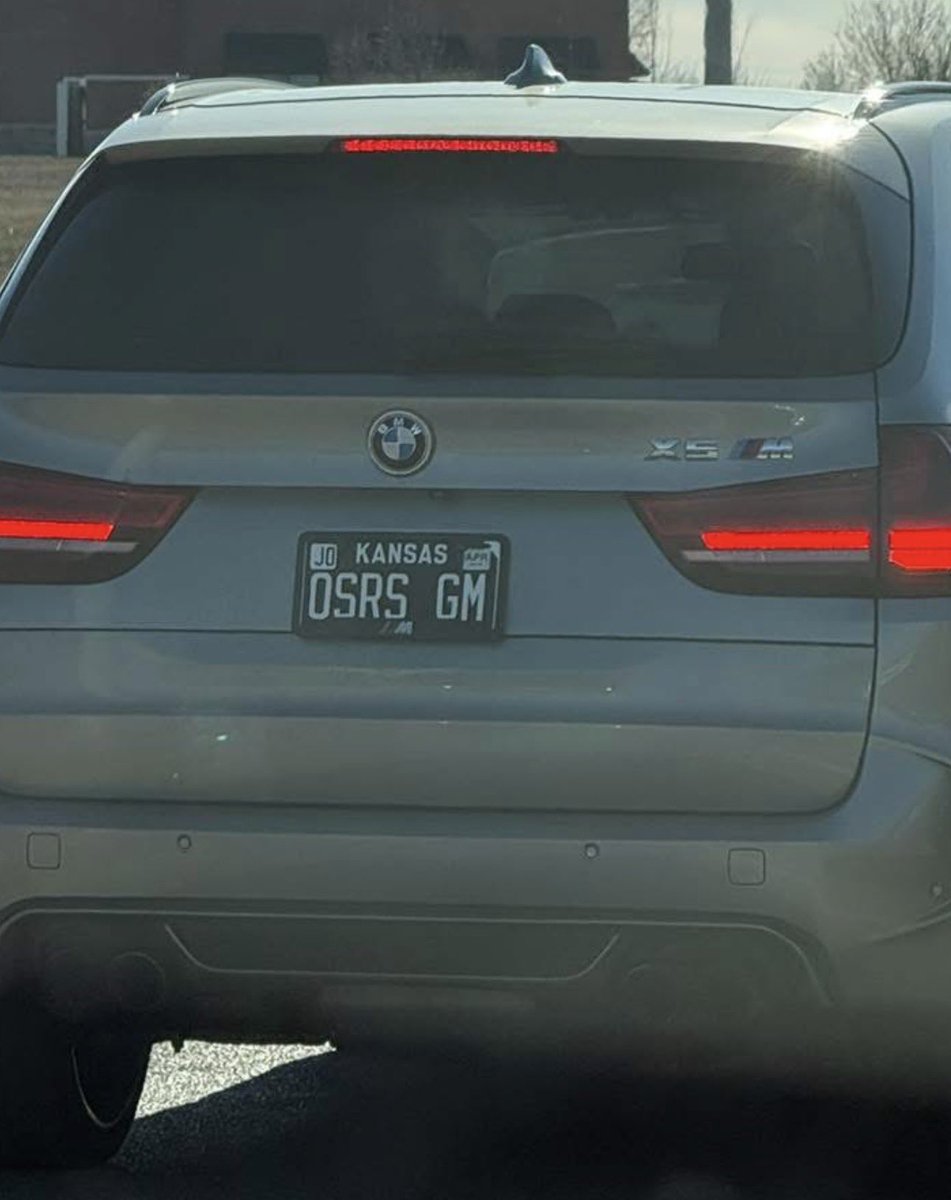 BMW
X5 M
JO KANSAS APR
OSRS GM
M